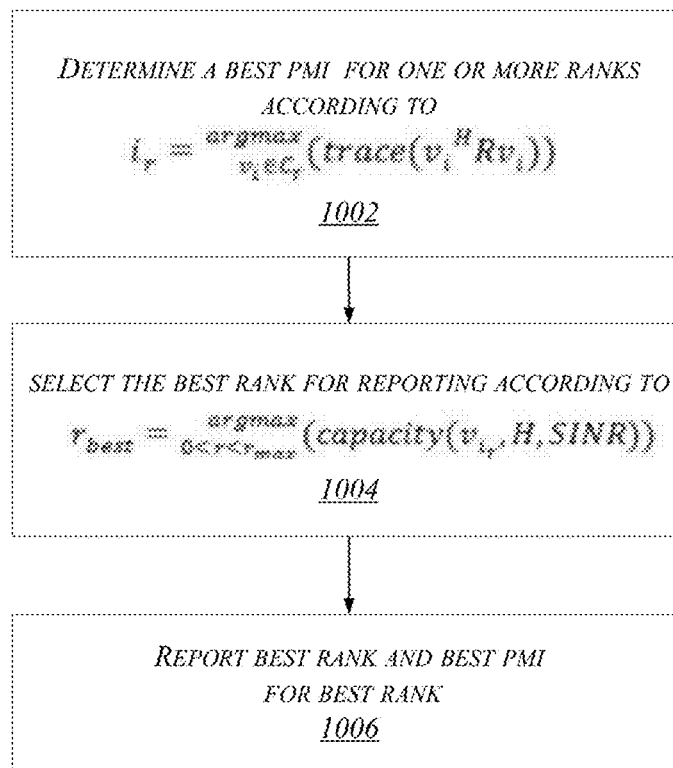 DETERMINE A BEST PMI FOR ONE OR MORE RANKS
ACCORDING TO
i_r = argmax_{v_i∈C_r}(trace(v_i^H R v_i))
1002
SELECT THE BEST RANK FOR REPORTING ACCORDING TO
r_best = argmax_{0<r<r_max}(capacity(v_{i_r}, H, SINR))
1004
REPORT BEST RANK AND BEST PMI
FOR BEST RANK
1006